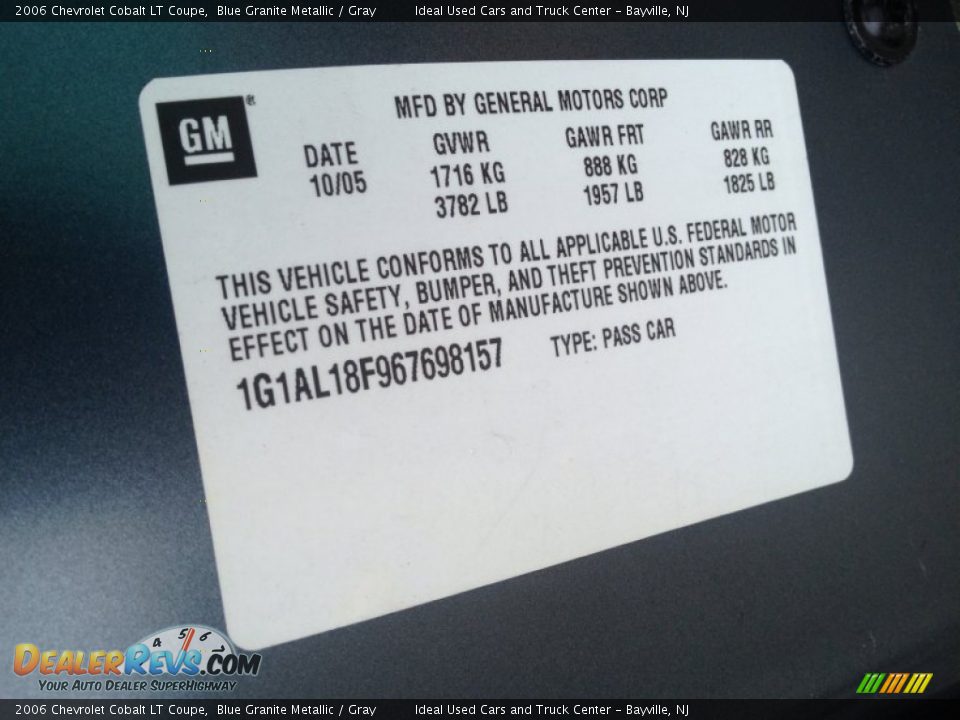 2006 Chevrolet Cobalt LT Coupe, Blue Granite Metallic / Gray Ideal Used Cars and Truck Center - Bayville, NJ
GM®
MFD BY GENERAL MOTORS CORP
DATE GVWR GAWR FRT GAWR RR
10/05 1716 KG 888 KG 828 KG
3782 LB 1957 LB 1825 LB
THIS VEHICLE CONFORMS TO ALL APPLICABLE U.S. FEDERAL MOTOR
VEHICLE SAFETY, BUMPER, AND THEFT PREVENTION STANDARDS IN
EFFECT ON THE DATE OF MANUFACTURE SHOWN ABOVE.
1G1AL18F967698157 TYPE: PASS CAR
4 5 6
DEALERREVS.COM
YOUR AUTO DEALER SUPERHIGHWAY
2006 Chevrolet Cobalt LT Coupe, Blue Granite Metallic / Gray Ideal Used Cars and Truck Center - Bayville, NJ